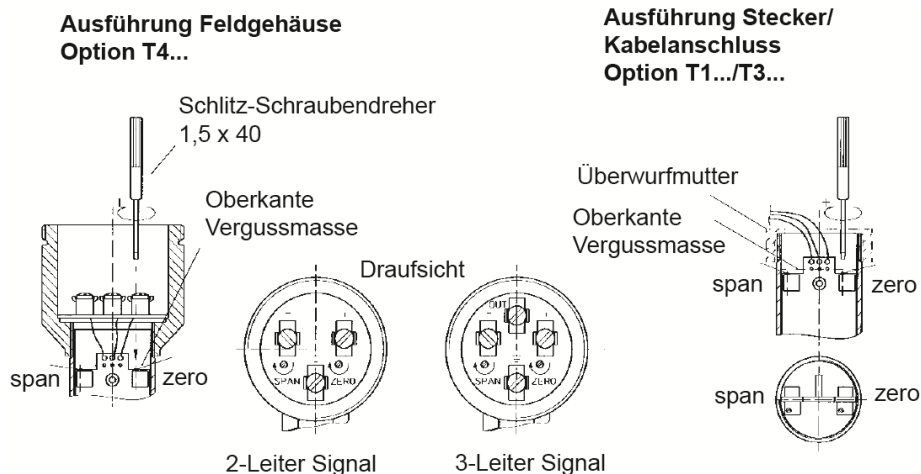 Ausführung Feldgehäuse
Option T4...
Schlitz-Schraubendreher
1,5 x 40
Oberkante
Vergussmasse
span
zero
Draufsicht
-
+
SPAN
ZERO
2-Leiter Signal
OUT
-
+
SPAN
ZERO
3-Leiter Signal
Ausführung Stecker/
Kabelanschluss
Option T1.../T3...
Überwurfmutter
Oberkante
Vergussmasse
+
span
zero
span
zero